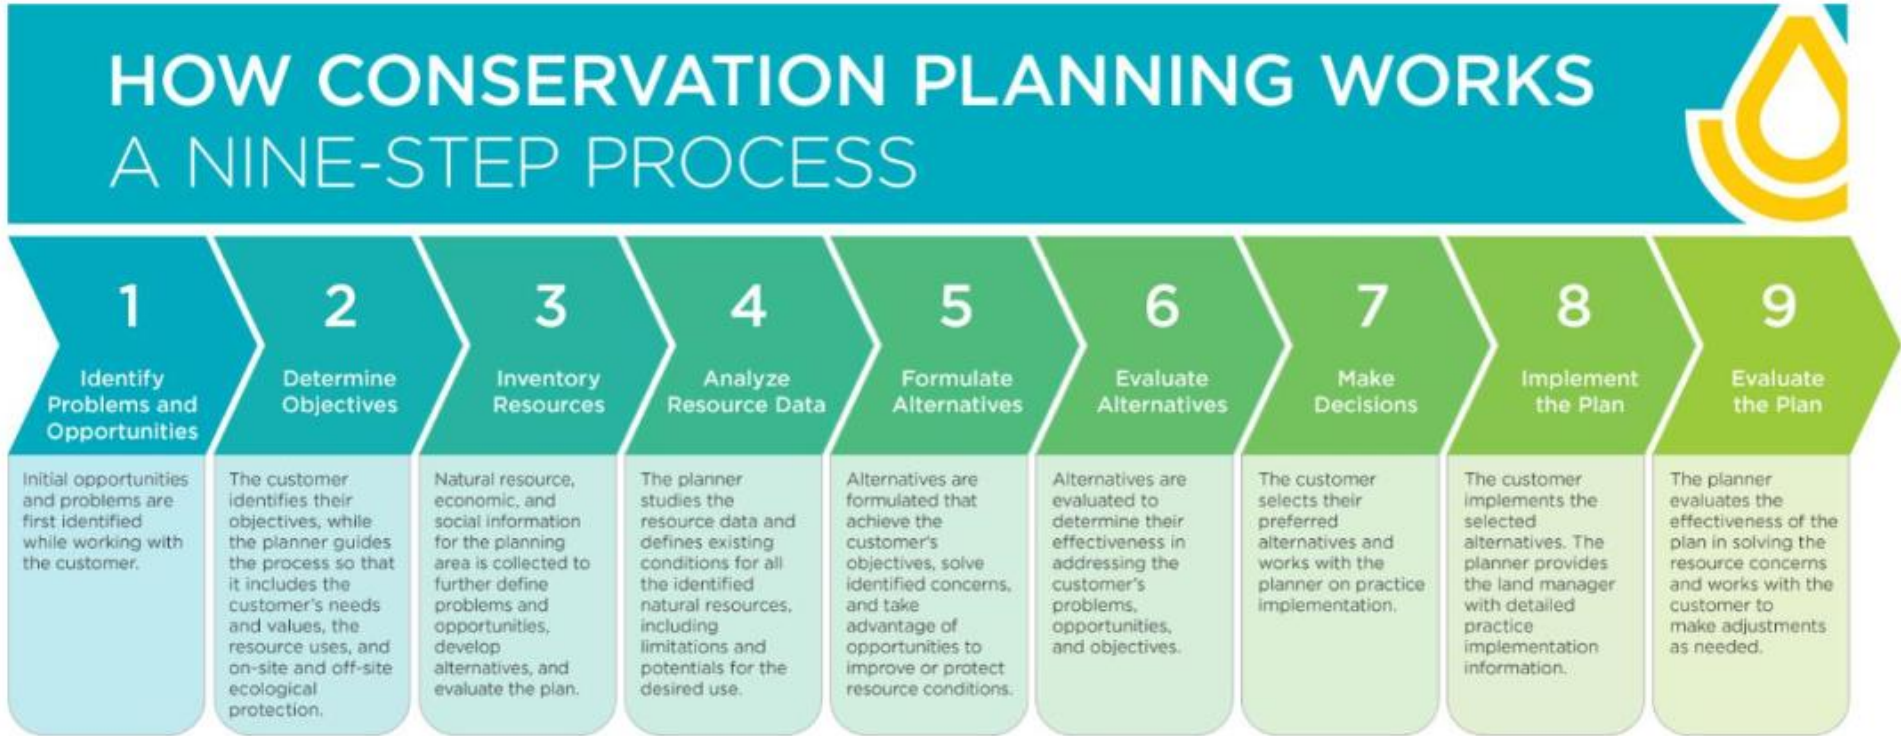 HOW CONSERVATION PLANNING WORKS
A NINE-STEP PROCESS
1
Identify
Problems and
Opportunities
Initial opportunities
and problems are
first identified
while working with
the customer.
2
Determine
Objectives
The customer
identifies their
objectives, while
the planner guides
the process so that
it includes the
customer's needs
and values, the
resource uses, and
on-site and off-site
ecological
protection.
3
Inventory
Resources
Natural resource,
economic, and
social information
for the planning
area is collected to
further define
problems and
opportunities,
develop
alternatives, and
evaluate the plan.
4
Analyze
Resource Data
The planner
studies the
resource data and
defines existing
conditions for all
the identified
natural resources,
including
limitations and
potentials for the
desired use.
5
Formulate
Alternatives
Alternatives are
formulated that
achieve the
customer's
objectives, solve
identified concerns,
and take
advantage of
opportunities to
improve or protect
resource conditions.
6
Evaluate
Alternatives
Alternatives are
evaluated to
determine their
effectiveness in
addressing the
customer's
problems,
opportunities,
and objectives.
7
Make
Decisions
The customer
selects their
preferred
alternatives and
works with the
planner on practice
implementation.
8
Implement
the Plan
The customer
implements the
selected
alternatives. The
planner provides
the land manager
with detailed
practice
implementation
information.
9
Evaluate
the Plan
The planner
evaluates the
effectiveness of the
plan in solving the
resource concerns
and works with the
customer to
make adjustments
as needed.